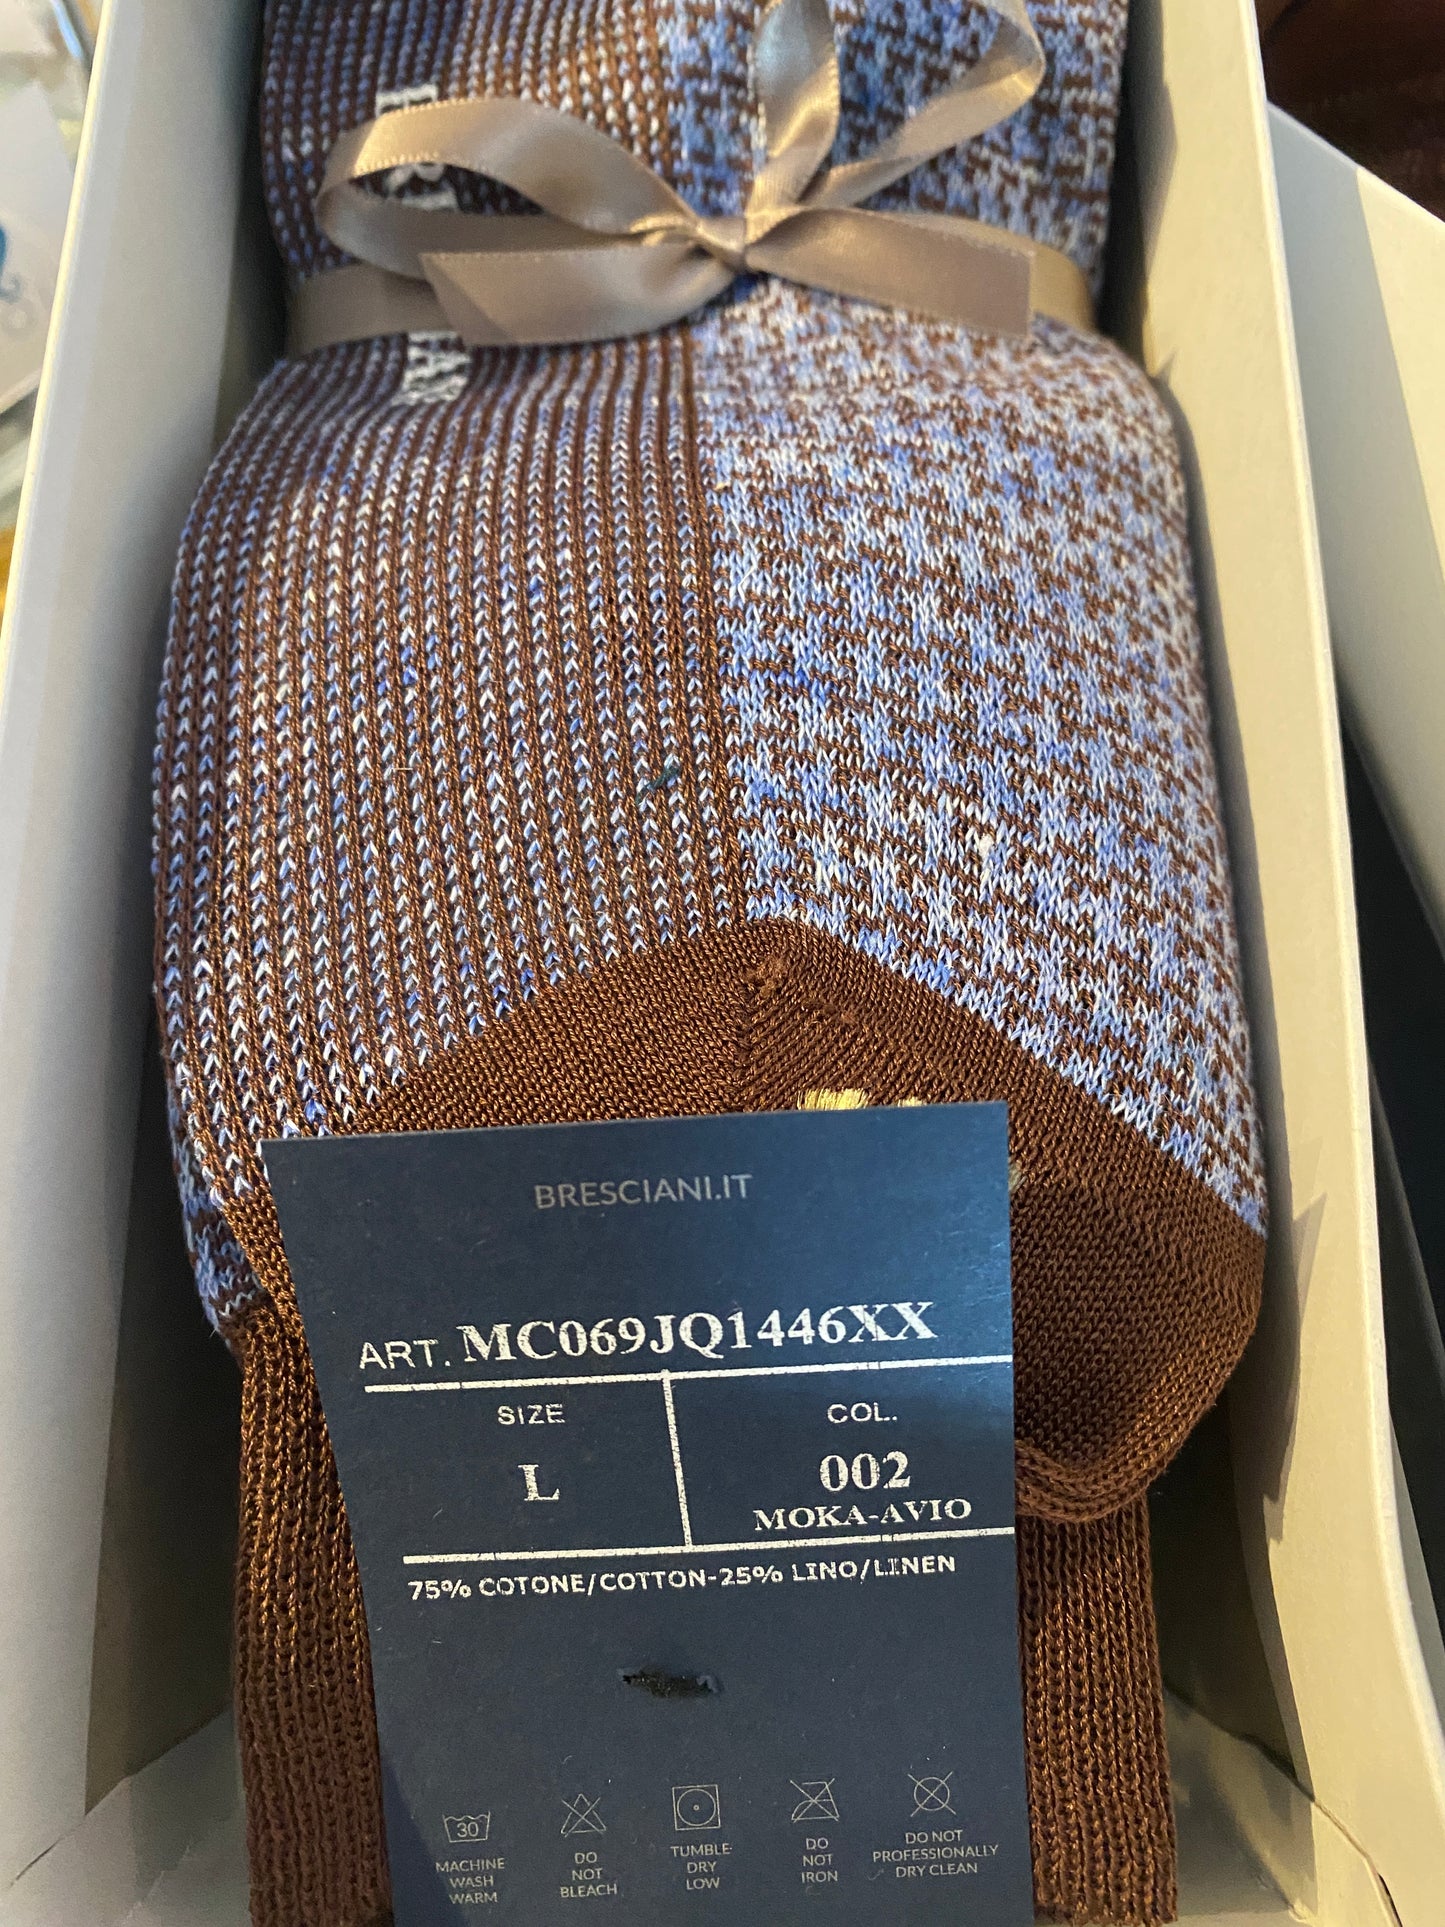 BRESCIANI.IT
ART. MC069JQ1446XX
SIZE
COL.
L
002
MOKA-AVIO
75% COTONE/COTTON-25% LINO/LINEN
30
MACHINE
WASH
WARM
DO
NOT
BLEACH
TUMBLE-
DRY
LOW
DO
NOT
IRON
DO NOT
PROFESSIONALLY
DRY CLEAN